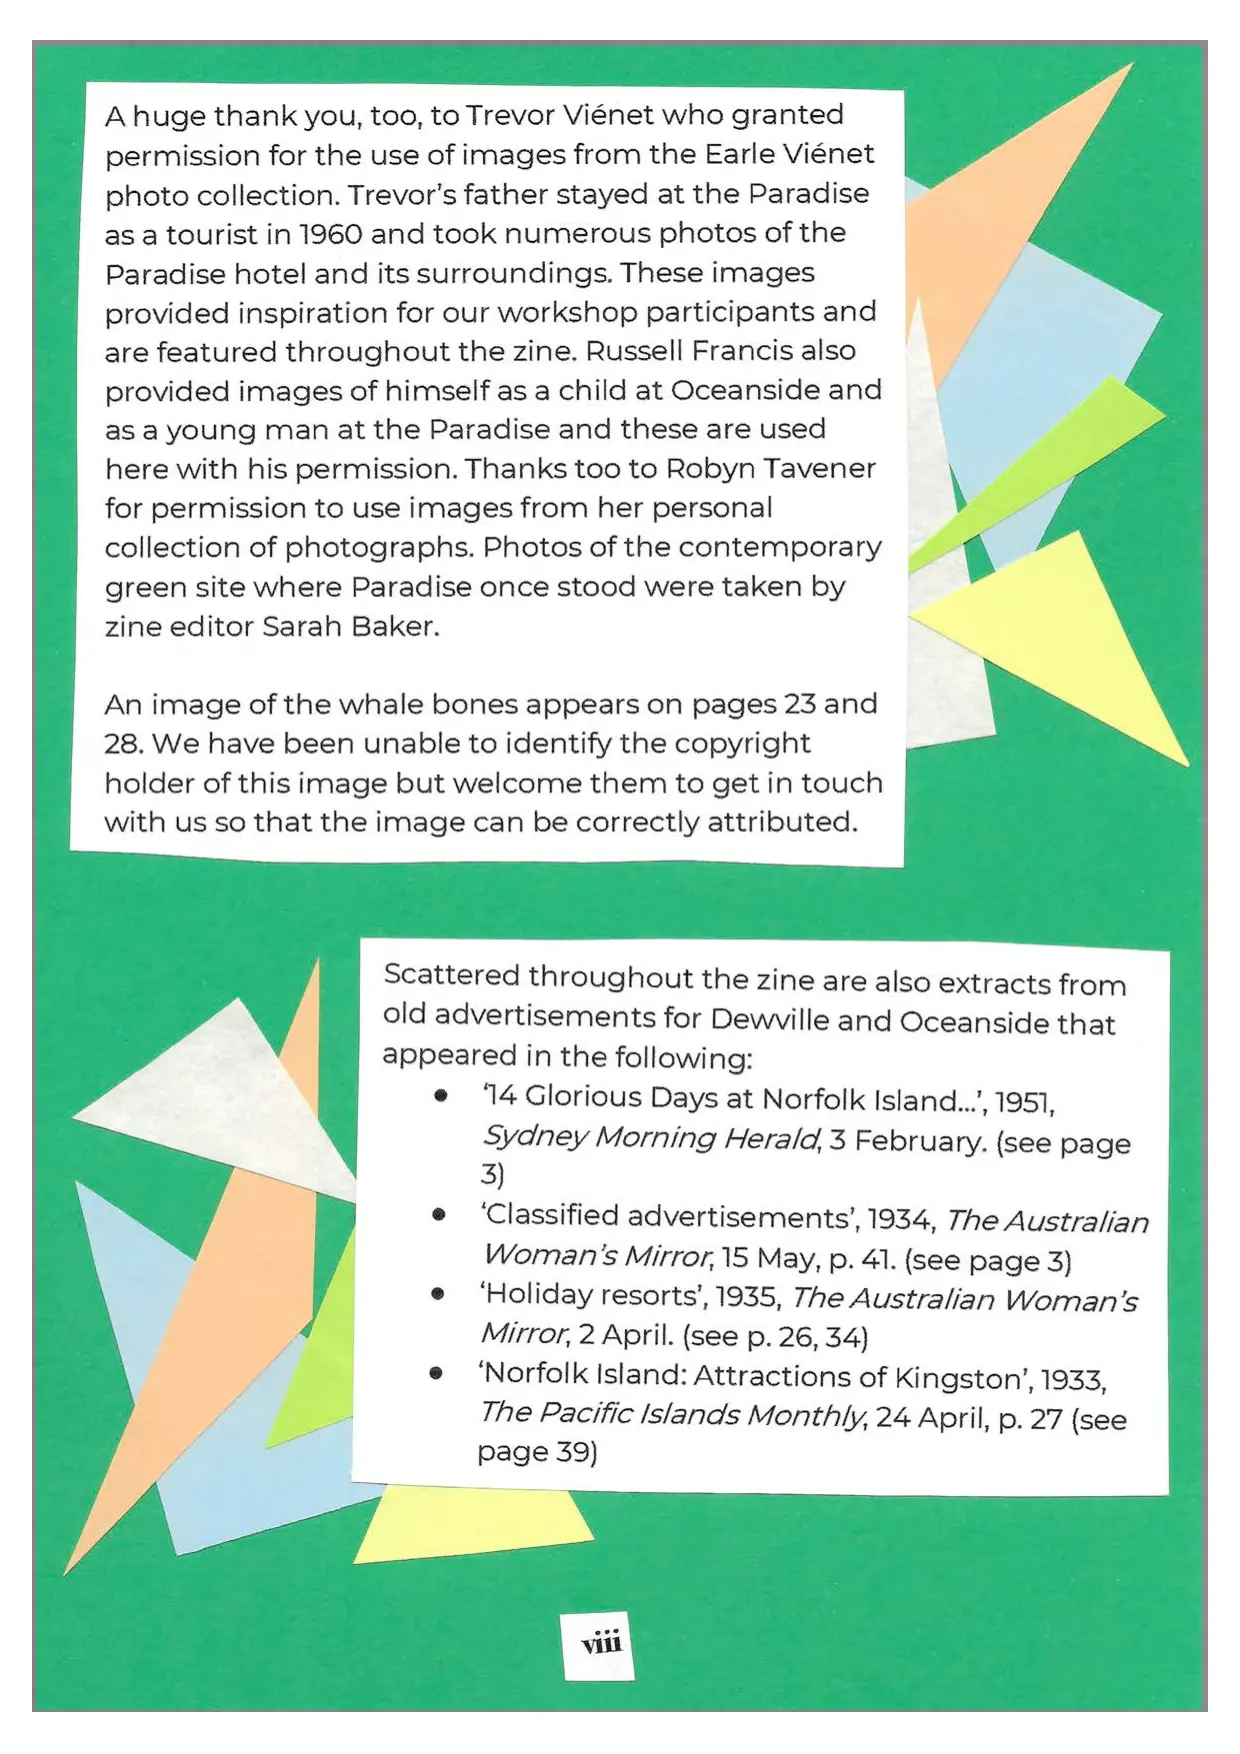 A huge thank you, too, to Trevor Viénet who granted
permission for the use of images from the Earle Viénet
photo collection. Trevor's father stayed at the Paradise
as a tourist in 1960 and took numerous photos of the
Paradise hotel and its surroundings. These images
provided inspiration for our workshop participants and
are featured throughout the zine. Russell Francis also
provided images of himself as a child at Oceanside and
as a young man at the Paradise and these are used
here with his permission. Thanks too to Robyn Tavener
for permission to use images from her personal
collection of photographs. Photos of the contemporary
green site where Paradise once stood were taken by
zine editor Sarah Baker.
An image of the whale bones appears on pages 23 and
28. We have been unable to identify the copyright
holder of this image but welcome them to get in touch
with us so that the image can be correctly attributed.
Scattered throughout the zine are also extracts from
old advertisements for Dewville and Oceanside that
appeared in the following:
• '14 Glorious Days at Norfolk Island...', 1951,
Sydney Morning Herald, 3 February. (see page
3)
• 'Classified advertisements', 1934, The Australian
Woman's Mirror, 15 May, p. 41. (see page 3)
• 'Holiday resorts', 1935, The Australian Woman's
Mirror, 2 April. (see p. 26, 34)
• 'Norfolk Island: Attractions of Kingston', 1933,
The Pacific Islands Monthly, 24 April, p. 27 (see
page 39)
viii